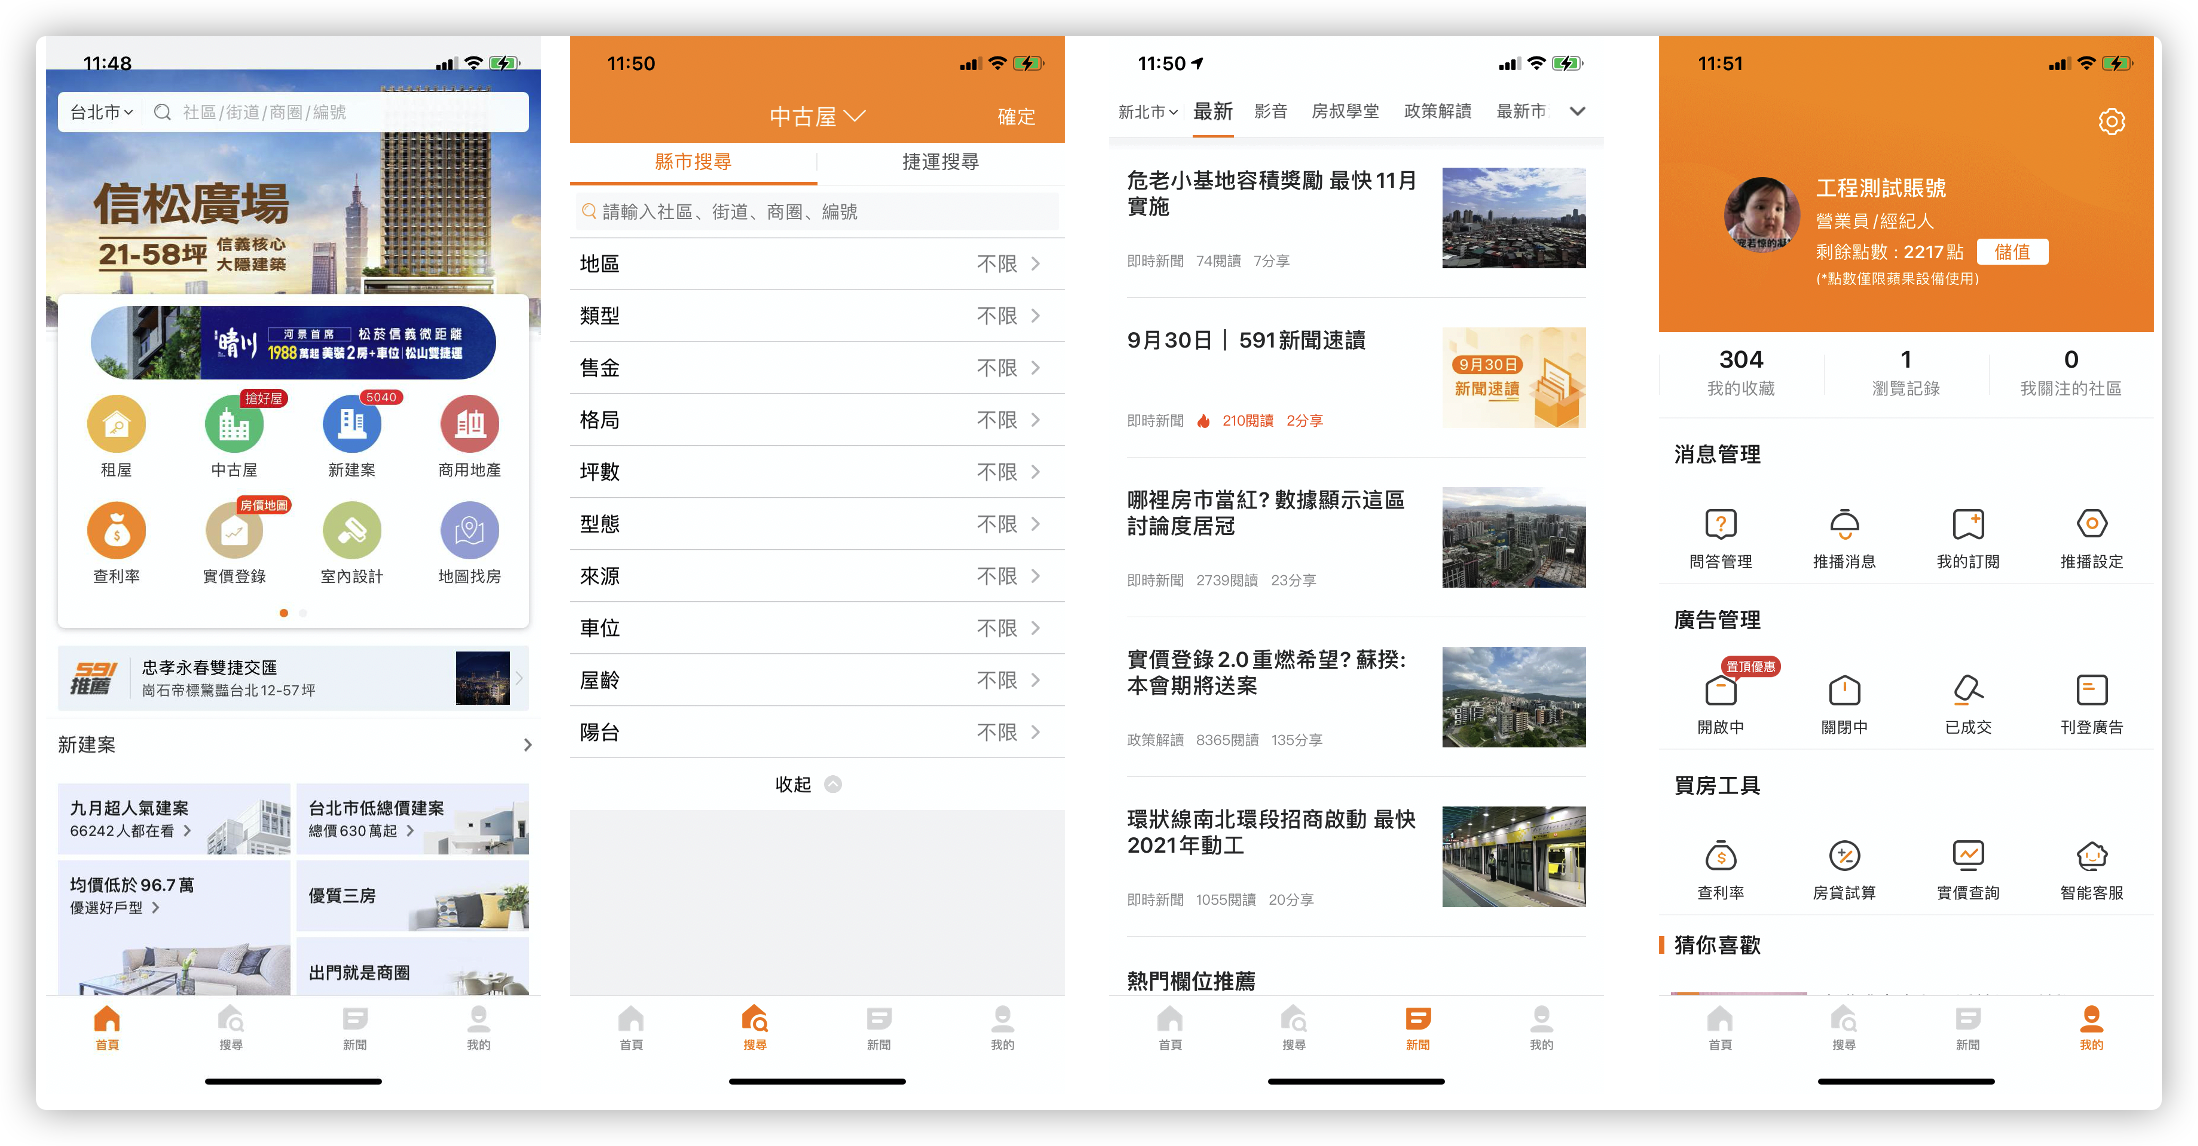 11:48
台北市
社區/街道/商圈/編號
信松廣場
21-58坪
信義核心
大隱建築
晴川
河景首席
松菸信義微距離
1988萬起 美裝2房+車位|松山雙捷運
搶好屋
5040
租屋
中古屋
新建案
商用地產
房價地圖
查利率
實價登錄
室內設計
地圖找房
591
推薦
忠孝永春雙捷交匯
崗石帝標驚豔台北12-57坪
新建案
九月超人氣建案
66242人都在看
台北市低總價建案
總價630萬起
均價低於96.7萬
優選好戶型
優質三房
出門就是商圈
首頁
搜尋
新聞
我的
11:50
中古屋
確定
縣市搜尋
捷運搜尋
請輸入社區、街道、商圈、編號
地區 不限
類型 不限
售金 不限
格局 不限
坪數 不限
型態 不限
來源 不限
車位 不限
屋齡 不限
陽台 不限
收起
首頁
搜尋
新聞
我的
11:50
新北市
最新
影音
房叔學堂
政策解讀
最新市
危老小基地容積獎勵 最快11月
實施
即時新聞 74閱讀 7分享
9月30日｜591新聞速讀
即時新聞 210閱讀 2分享
9月30日
新聞速讀
哪裡房市當紅? 數據顯示這區
討論度居冠
即時新聞 2739閱讀 23分享
實價登錄2.0重燃希望? 蘇揆:
本會期將送案
政策解讀 8365閱讀 135分享
環狀線南北環段招商啟動 最快
2021年動工
即時新聞 1055閱讀 20分享
熱門欄位推薦
首頁
搜尋
新聞
我的
11:51
工程測試賬號
營業員/經紀人
剩餘點數：2217點
儲值
(*點數僅限蘋果設備使用)
304
我的收藏
1
瀏覽記錄
0
我關注的社區
消息管理
問答管理
推播消息
我的訂閱
推播設定
廣告管理
置頂優惠
開啟中
關閉中
已成交
刊登廣告
買房工具
查利率
房貸試算
實價查詢
智能客服
猜你喜歡
首頁
搜尋
新聞
我的